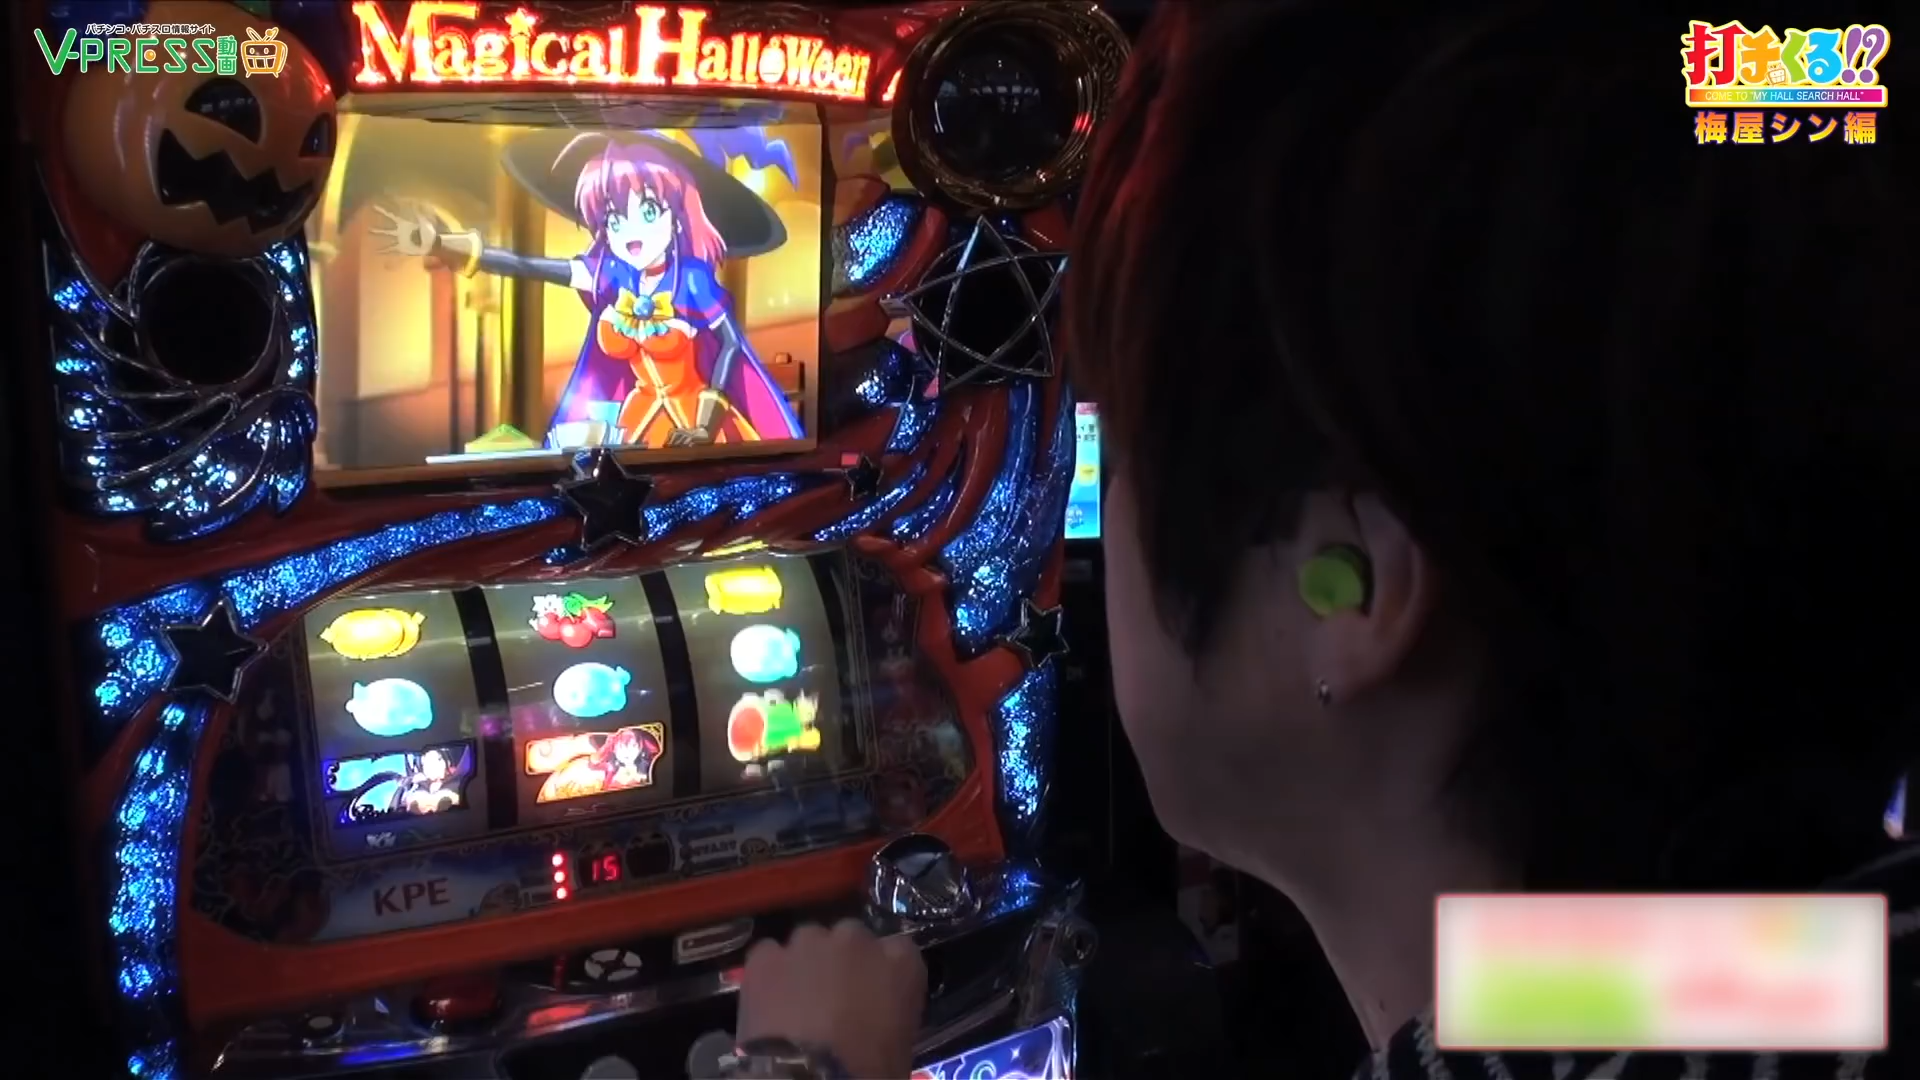 パチンコ・パチスロ情報サイト
V-PRESS動画
Magical Halloween
打チくる!?
COME TO "MY HALL SEARCH HALL"
梅屋シン編
KPE
15